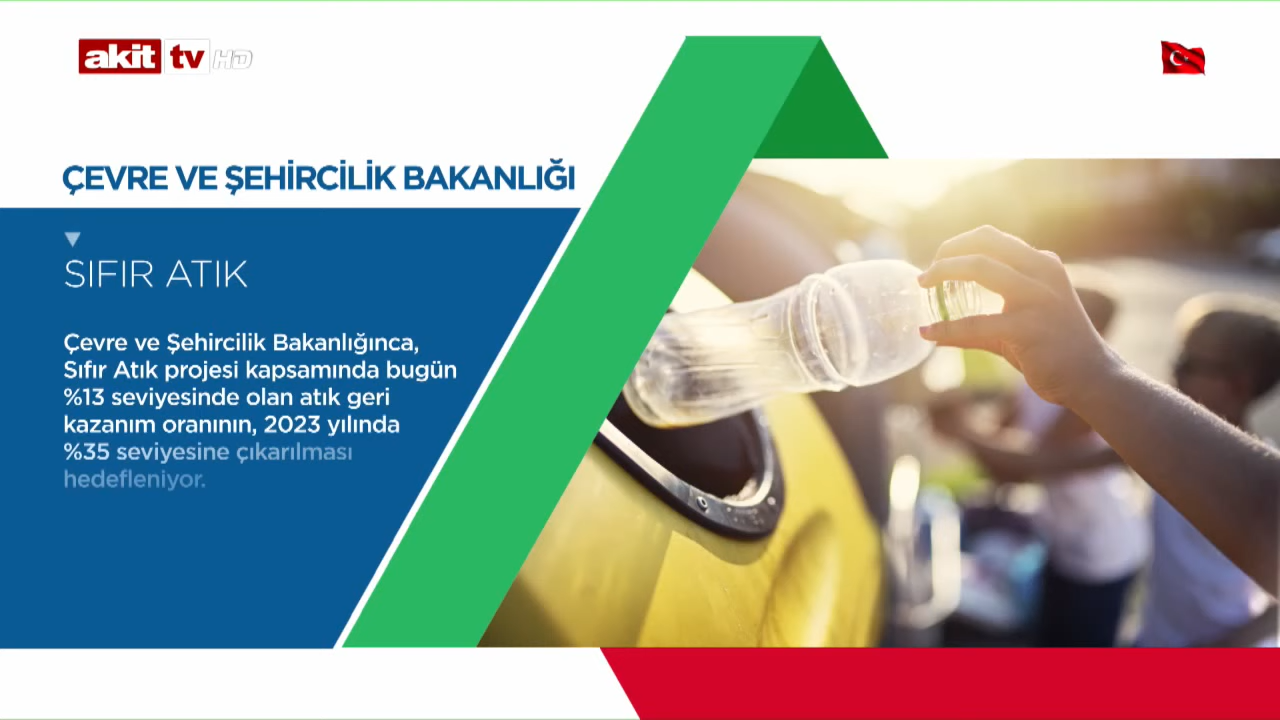 akit tv HD
ÇEVRE VE ŞEHİRCİLİK BAKANLIĞI
SIFIR ATIK
Çevre ve Şehircilik Bakanlığınca,
Sıfır Atık projesi kapsamında bugün
%13 seviyesinde olan atık geri
kazanım oranının, 2023 yılında
%35 seviyesine çıkarılması
hedefleniyor.